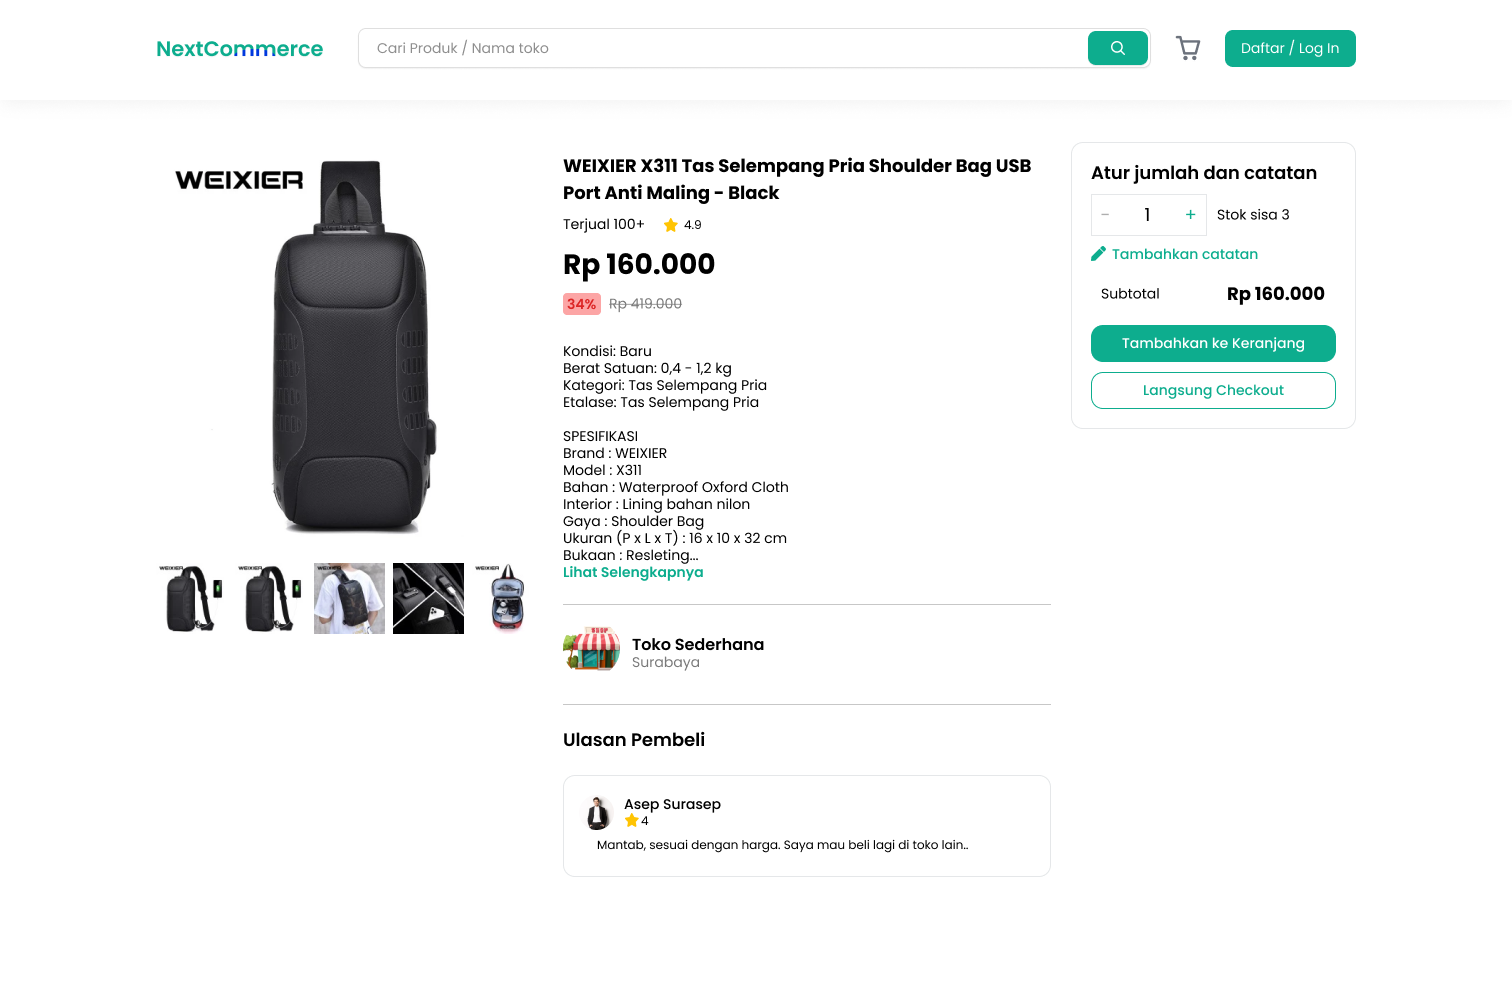 NextCommerce
Cari Produk / Nama toko
Daftar / Log In
WEIXIER
WEIXIER
WEIXIER
WEIXIER
WEIXIER
WEIXIER X311 Tas Selempang Pria Shoulder Bag USB
Port Anti Maling - Black
Terjual 100+ 4.9
Rp 160.000
34% Rp 419.000
Kondisi: Baru
Berat Satuan: 0,4 - 1,2 kg
Kategori: Tas Selempang Pria
Etalase: Tas Selempang Pria
SPESIFIKASI
Brand : WEIXIER
Model : X311
Bahan : Waterproof Oxford Cloth
Interior : Lining bahan nilon
Gaya : Shoulder Bag
Ukuran (P x L x T) : 16 x 10 x 32 cm
Bukaan : Resleting...
Lihat Selengkapnya
SHOP
Toko Sederhana
Surabaya
Ulasan Pembeli
Asep Surasep
4
Mantab, sesuai dengan harga. Saya mau beli lagi di toko lain..
Atur jumlah dan catatan
- 1 + Stok sisa 3
Tambahkan catatan
Subtotal Rp 160.000
Tambahkan ke Keranjang
Langsung Checkout